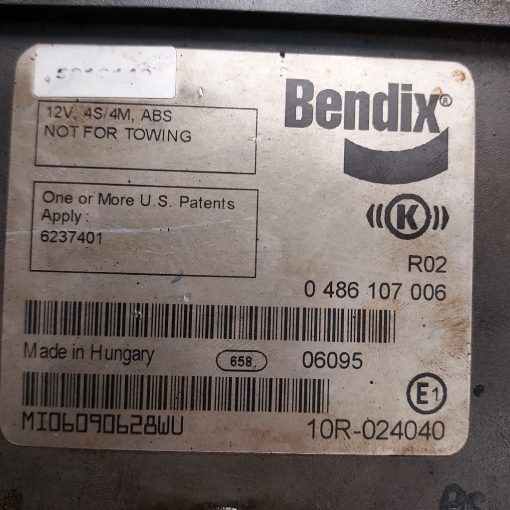 Bendix®
12V, 4S/4M, ABS
NOT FOR TOWING
One or More U.S. Patents
Apply :
6237401
K
R02
0 486 107 006
Made in Hungary
658
06095
E1
MI06090628WU
10R-024040